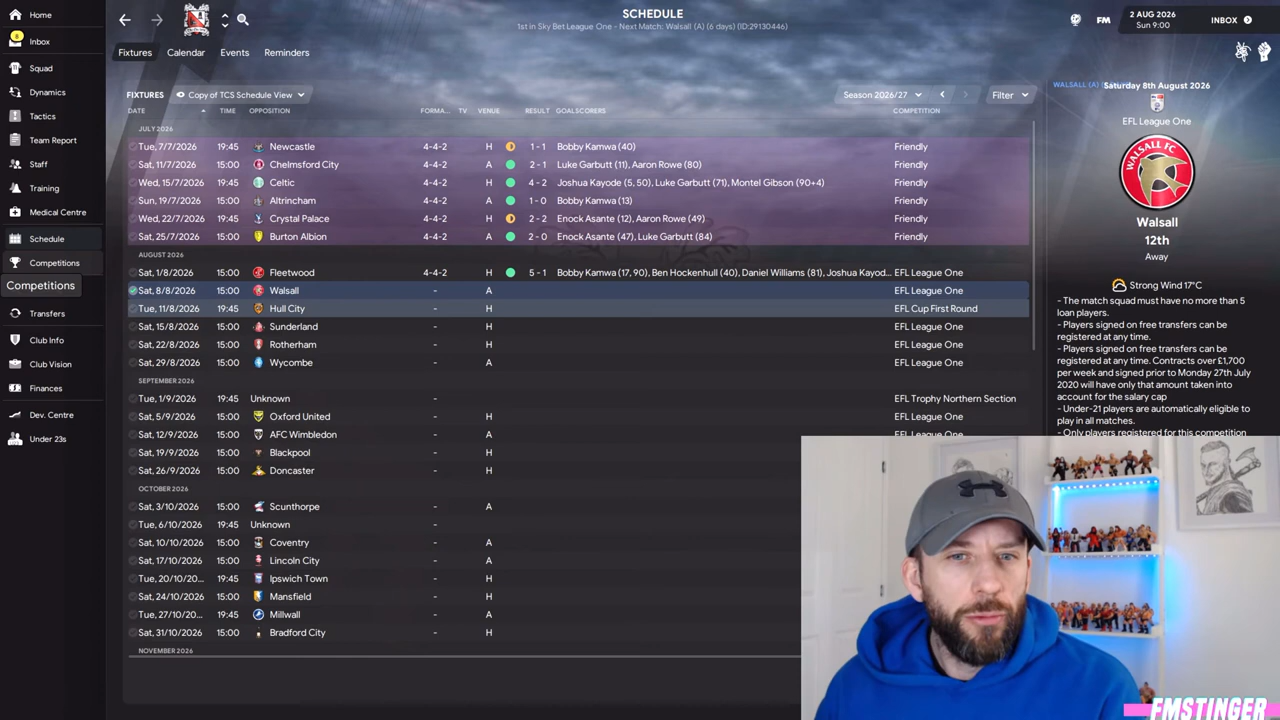 Home
8
Inbox
Squad
Dynamics
Tactics
Team Report
Staff
Training
Medical Centre
Schedule
Competitions
Competitions
Transfers
Club Info
Club Vision
Finances
Dev. Centre
Under 23s
SCHEDULE
1st in Sky Bet League One - Next Match: Walsall (A) (6 days) (ID:29130446)
FM
2 AUG 2026
Sun 9:00
INBOX
Fixtures Calendar Events Reminders
FIXTURES Copy of TCS Schedule View Season 2026/27 Filter
DATE TIME OPPOSITION FORMA... TV VENUE RESULT GOALSCORERS COMPETITION
JULY 2026
Tue, 7/7/2026 19:45 Newcastle 4-4-2 H 1 - 1 Bobby Kamwa (40) Friendly
Sat, 11/7/2026 15:00 Chelmsford City 4-4-2 A 2 - 1 Luke Garbutt (11), Aaron Rowe (80) Friendly
Wed, 15/7/2026 19:45 Celtic 4-4-2 H 4 - 2 Joshua Kayode (5, 50), Luke Garbutt (71), Montel Gibson (90+4) Friendly
Sun, 19/7/2026 15:00 Altrincham 4-4-2 A 1 - 0 Bobby Kamwa (13) Friendly
Wed, 22/7/2026 19:45 Crystal Palace 4-4-2 H 2 - 2 Enock Asante (12), Aaron Rowe (49) Friendly
Sat, 25/7/2026 15:00 Burton Albion 4-4-2 A 2 - 0 Enock Asante (47), Luke Garbutt (84) Friendly
AUGUST 2026
Sat, 1/8/2026 15:00 Fleetwood 4-4-2 H 5 - 1 Bobby Kamwa (17, 90), Ben Hockenhull (40), Daniel Williams (81), Joshua Kayod... EFL League One
Sat, 8/8/2026 15:00 Walsall - A EFL League One
Tue, 11/8/2026 19:45 Hull City - H EFL Cup First Round
Sat, 15/8/2026 15:00 Sunderland - H EFL League One
Sat, 22/8/2026 15:00 Rotherham - H EFL League One
Sat, 29/8/2026 15:00 Wycombe - A EFL League One
SEPTEMBER 2026
Tue, 1/9/2026 19:45 Unknown - EFL Trophy Northern Section
Sat, 5/9/2026 15:00 Oxford United - H EFL League One
Sat, 12/9/2026 15:00 AFC Wimbledon - A EFL League One
Sat, 19/9/2026 15:00 Blackpool - H
Sat, 26/9/2026 15:00 Doncaster - H
OCTOBER 2026
Sat, 3/10/2026 15:00 Scunthorpe - A
Tue, 6/10/2026 19:45 Unknown -
Sat, 10/10/2026 15:00 Coventry - A
Sat, 17/10/2026 15:00 Lincoln City - A
Tue, 20/10/20... 19:45 Ipswich Town - H
Sat, 24/10/2026 15:00 Mansfield - H
Tue, 27/10/20... 19:45 Millwall - A
Sat, 31/10/2026 15:00 Bradford City - H
NOVEMBER 2026
WALSALL (A)
Saturday 8th August 2026
EFL League One
WALSALL FC
Walsall
12th
Away
Strong Wind 17°C
- The match squad must have no more than 5
loan players.
- Players signed on free transfers can be
registered at any time.
- Players signed on free transfers can be
registered at any time. Contracts over £1,700
per week and signed prior to Monday 27th July
2020 will have only that amount taken into
account for the salary cap
- Under-21 players are automatically eligible to
play in all matches.
- Only players registered for this competition
FMSTINGER